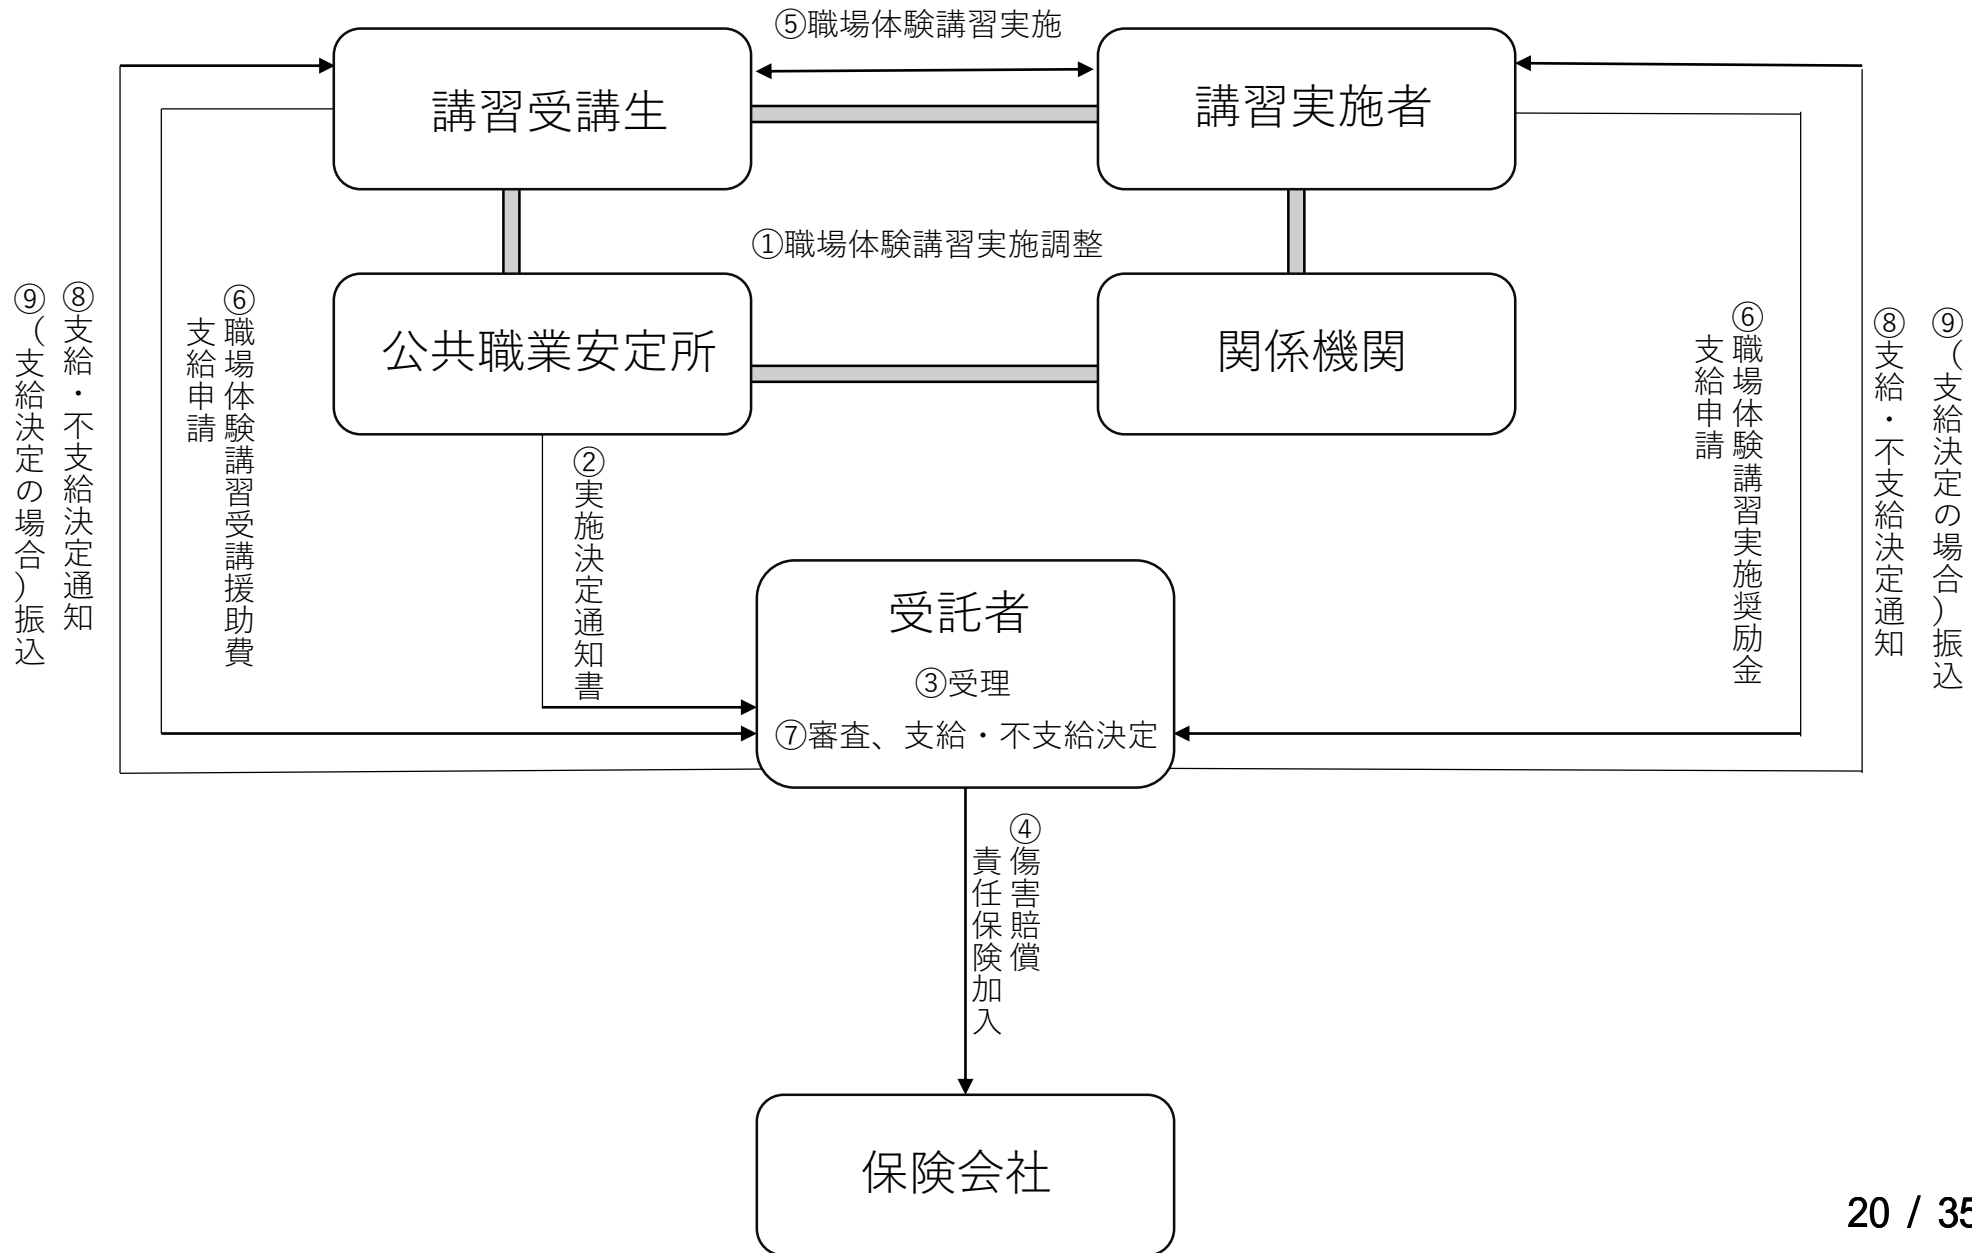 ⑤職場体験講習実施
講習受講生
講習実施者
①職場体験講習実施調整
公共職業安定所
関係機関
⑨（支給決定の場合）振込
⑧支給・不支給決定通知
⑥職場体験講習受講援助費
支給申請
②実施決定通知書
⑥職場体験講習実施奨励金
支給申請
⑧支給・不支給決定通知
⑨（支給決定の場合）振込
受託者
③受理
⑦審査、支給・不支給決定
④傷害賠償
責任保険加入
保険会社
20 / 35